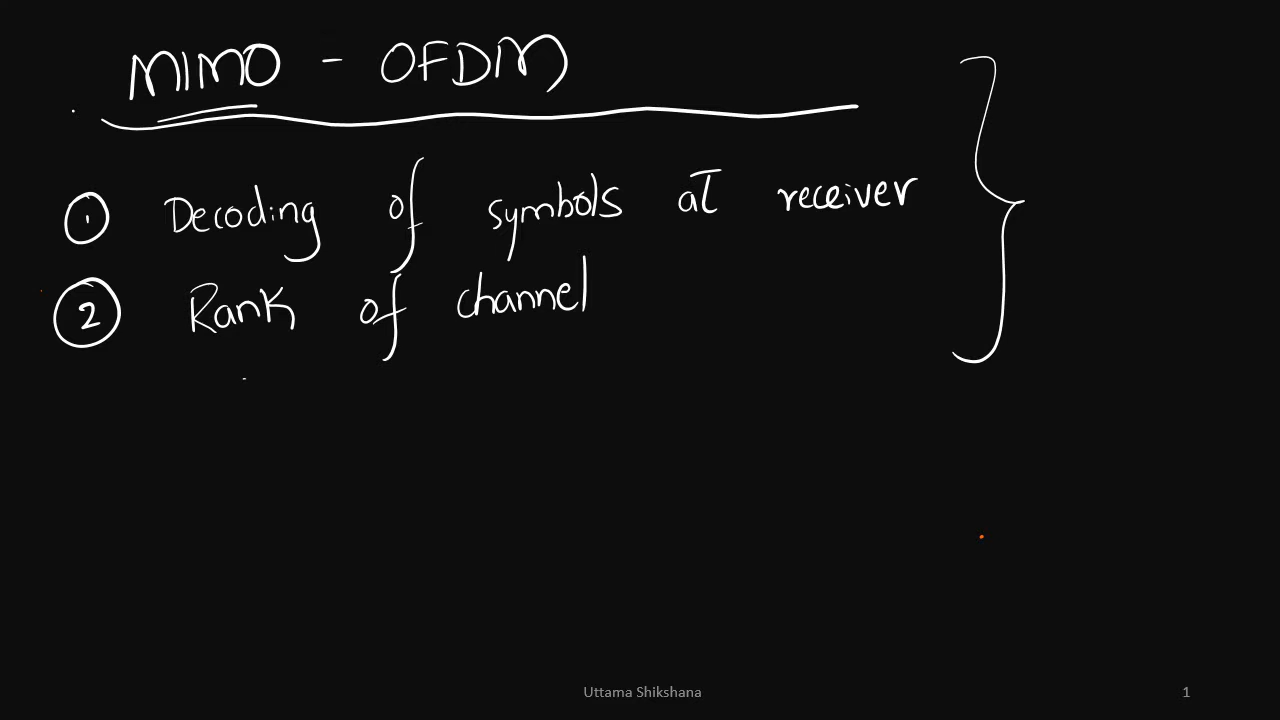 MIMO - OFDM
1 Decoding of symbols at receiver
2 Rank of channel
Uttama Shikshana
1